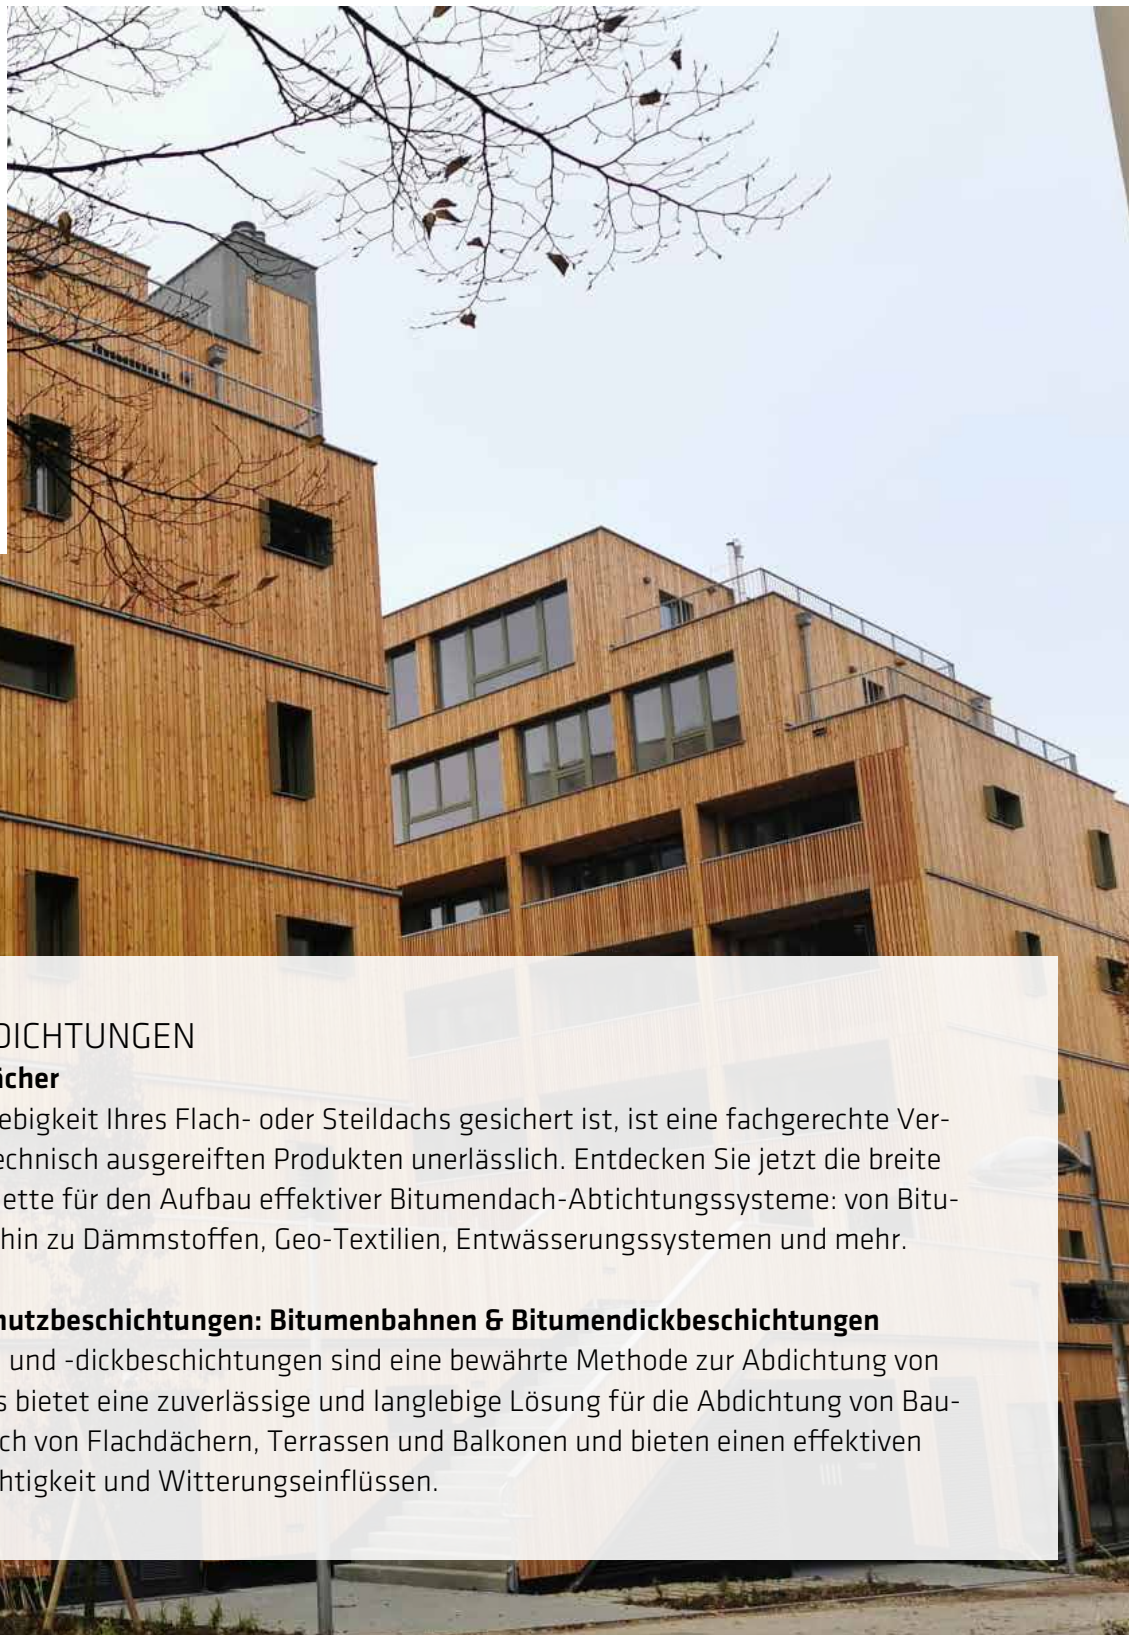 DICHTUNGEN
ächer
ebigkeit Ihres Flach- oder Steildachs gesichert ist, ist eine fachgerechte Ver-
echnisch ausgereiften Produkten unerlässlich. Entdecken Sie jetzt die breite
ette für den Aufbau effektiver Bitumendach-Abtichtungssysteme: von Bitu-
hin zu Dämmstoffen, Geo-Textilien, Entwässerungssystemen und mehr.
hutzbeschichtungen: Bitumenbahnen & Bitumendickbeschichtungen
und -dickbeschichtungen sind eine bewährte Methode zur Abdichtung von
s bietet eine zuverlässige und langlebige Lösung für die Abdichtung von Bau-
ch von Flachdächern, Terrassen und Balkonen und bieten einen effektiven
htigkeit und Witterungseinflüssen.